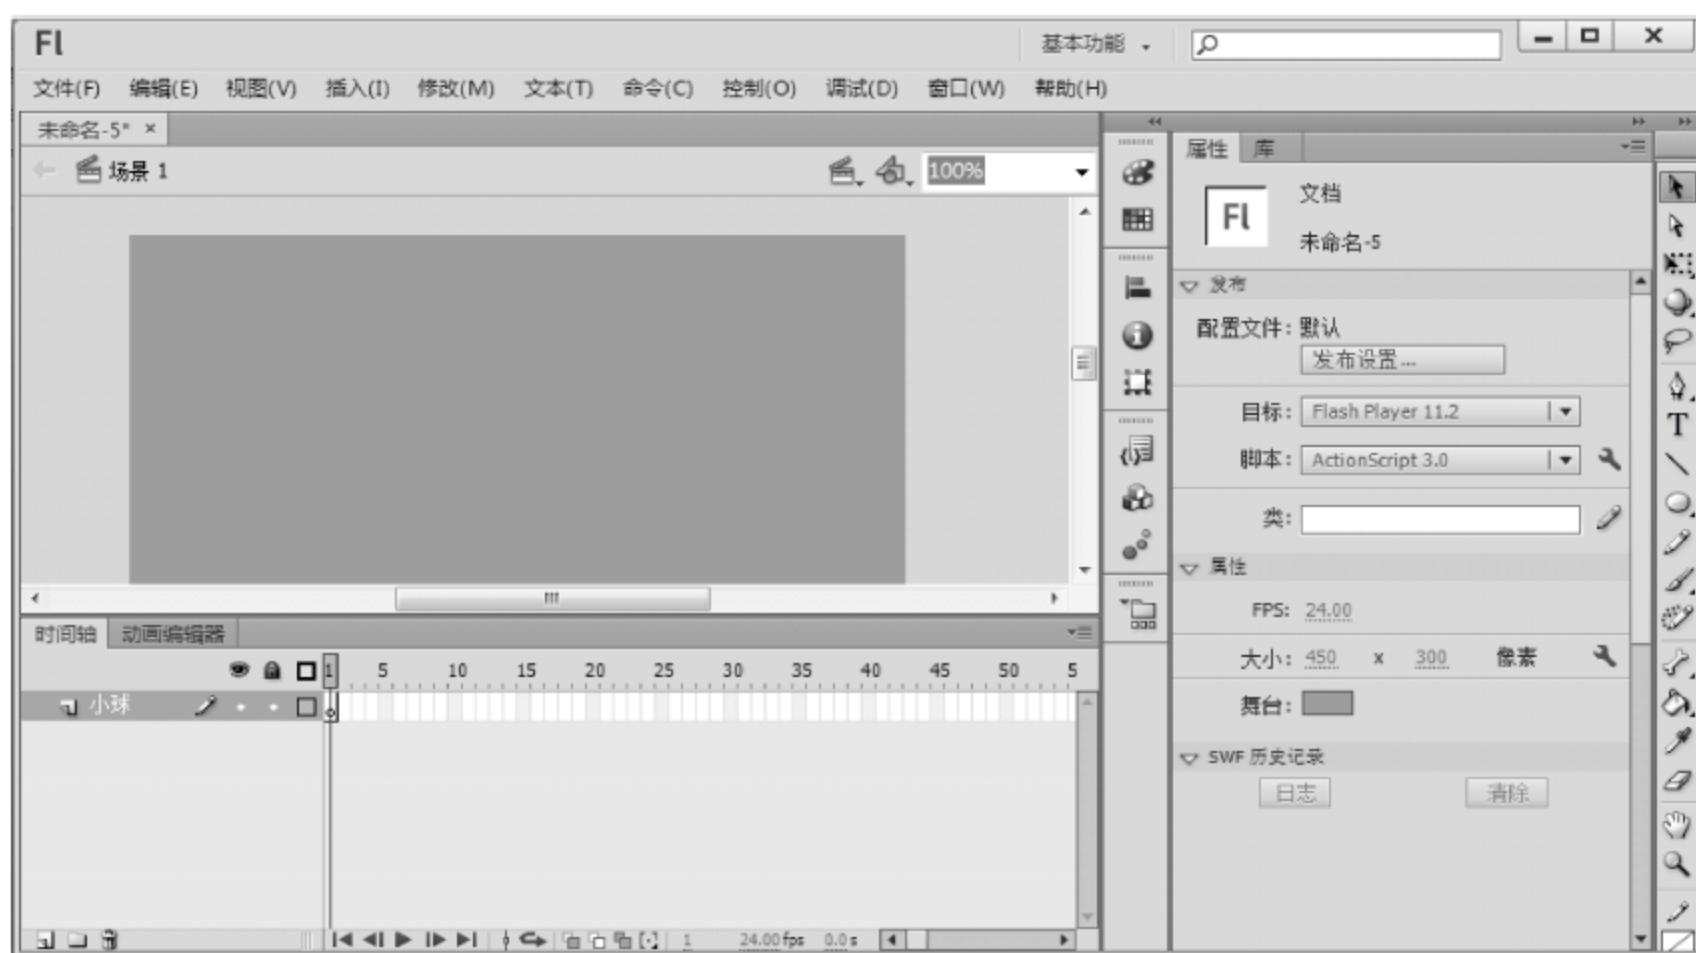 Fl
基本功能
文件(F) 编辑(E) 视图(V) 插入(I) 修改(M) 文本(T) 命令(C) 控制(O) 调试(D) 窗口(W) 帮助(H)
未命名-5* ×
场景 1
100%
属性 库
Fl
文档
未命名-5
发布
配置文件: 默认
发布设置...
目标: Flash Player 11.2
脚本: ActionScript 3.0
类:
属性
FPS: 24.00
大小: 450 x 300 像素
舞台:
SWF 历史记录
日志 清除
时间轴 动画编辑器
1 5 10 15 20 25 30 35 40 45 50 5
小球
1 24.00 fps 0.0 s
T